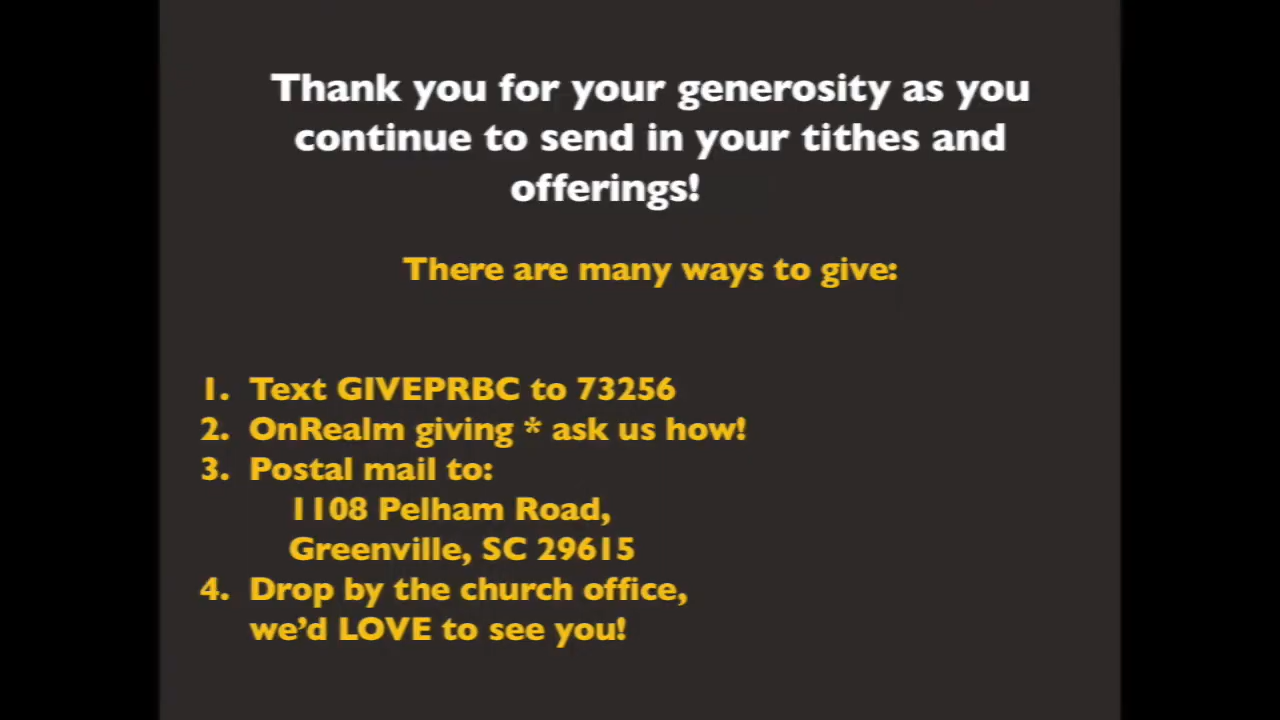 Thank you for your generosity as you
continue to send in your tithes and
offerings!
There are many ways to give:
1. Text GIVEPRBC to 73256
2. OnRealm giving * ask us how!
3. Postal mail to:
1108 Pelham Road,
Greenville, SC 29615
4. Drop by the church office,
we’d LOVE to see you!